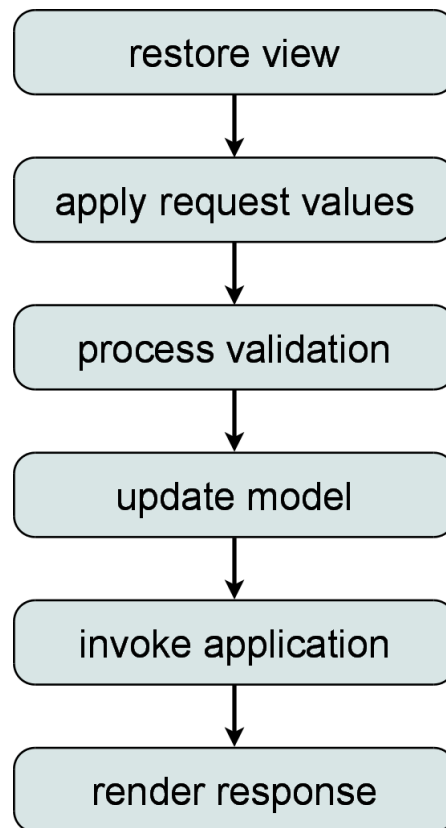 restore view
apply request values
process validation
update model
invoke application
render response